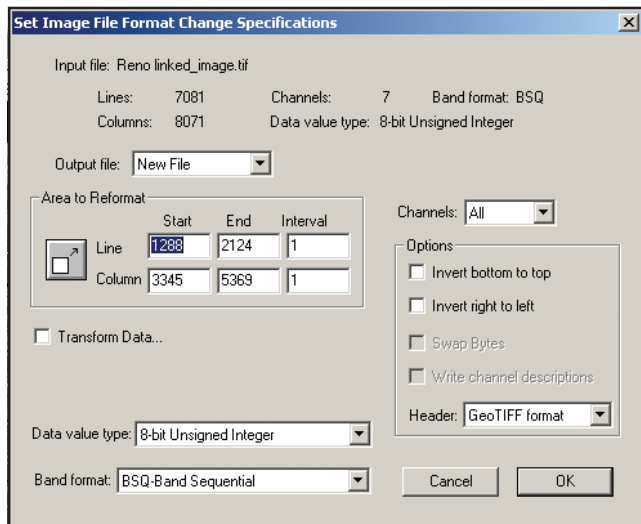 Set Image File Format Change Specifications
Input file: Reno linked_image.tif
Lines: 7081 Channels: 7 Band format: BSQ
Columns: 8071 Data value type: 8-bit Unsigned Integer
Output file: New File
Area to Reformat
Start End Interval
Line 1288 2124 1
Column 3345 5369 1
Transform Data...
Channels: All
Options
Invert bottom to top
Invert right to left
Swap Bytes
Write channel descriptions
Header: GeoTIFF format
Data value type: 8-bit Unsigned Integer
Band format: BSQ-Band Sequential
Cancel OK